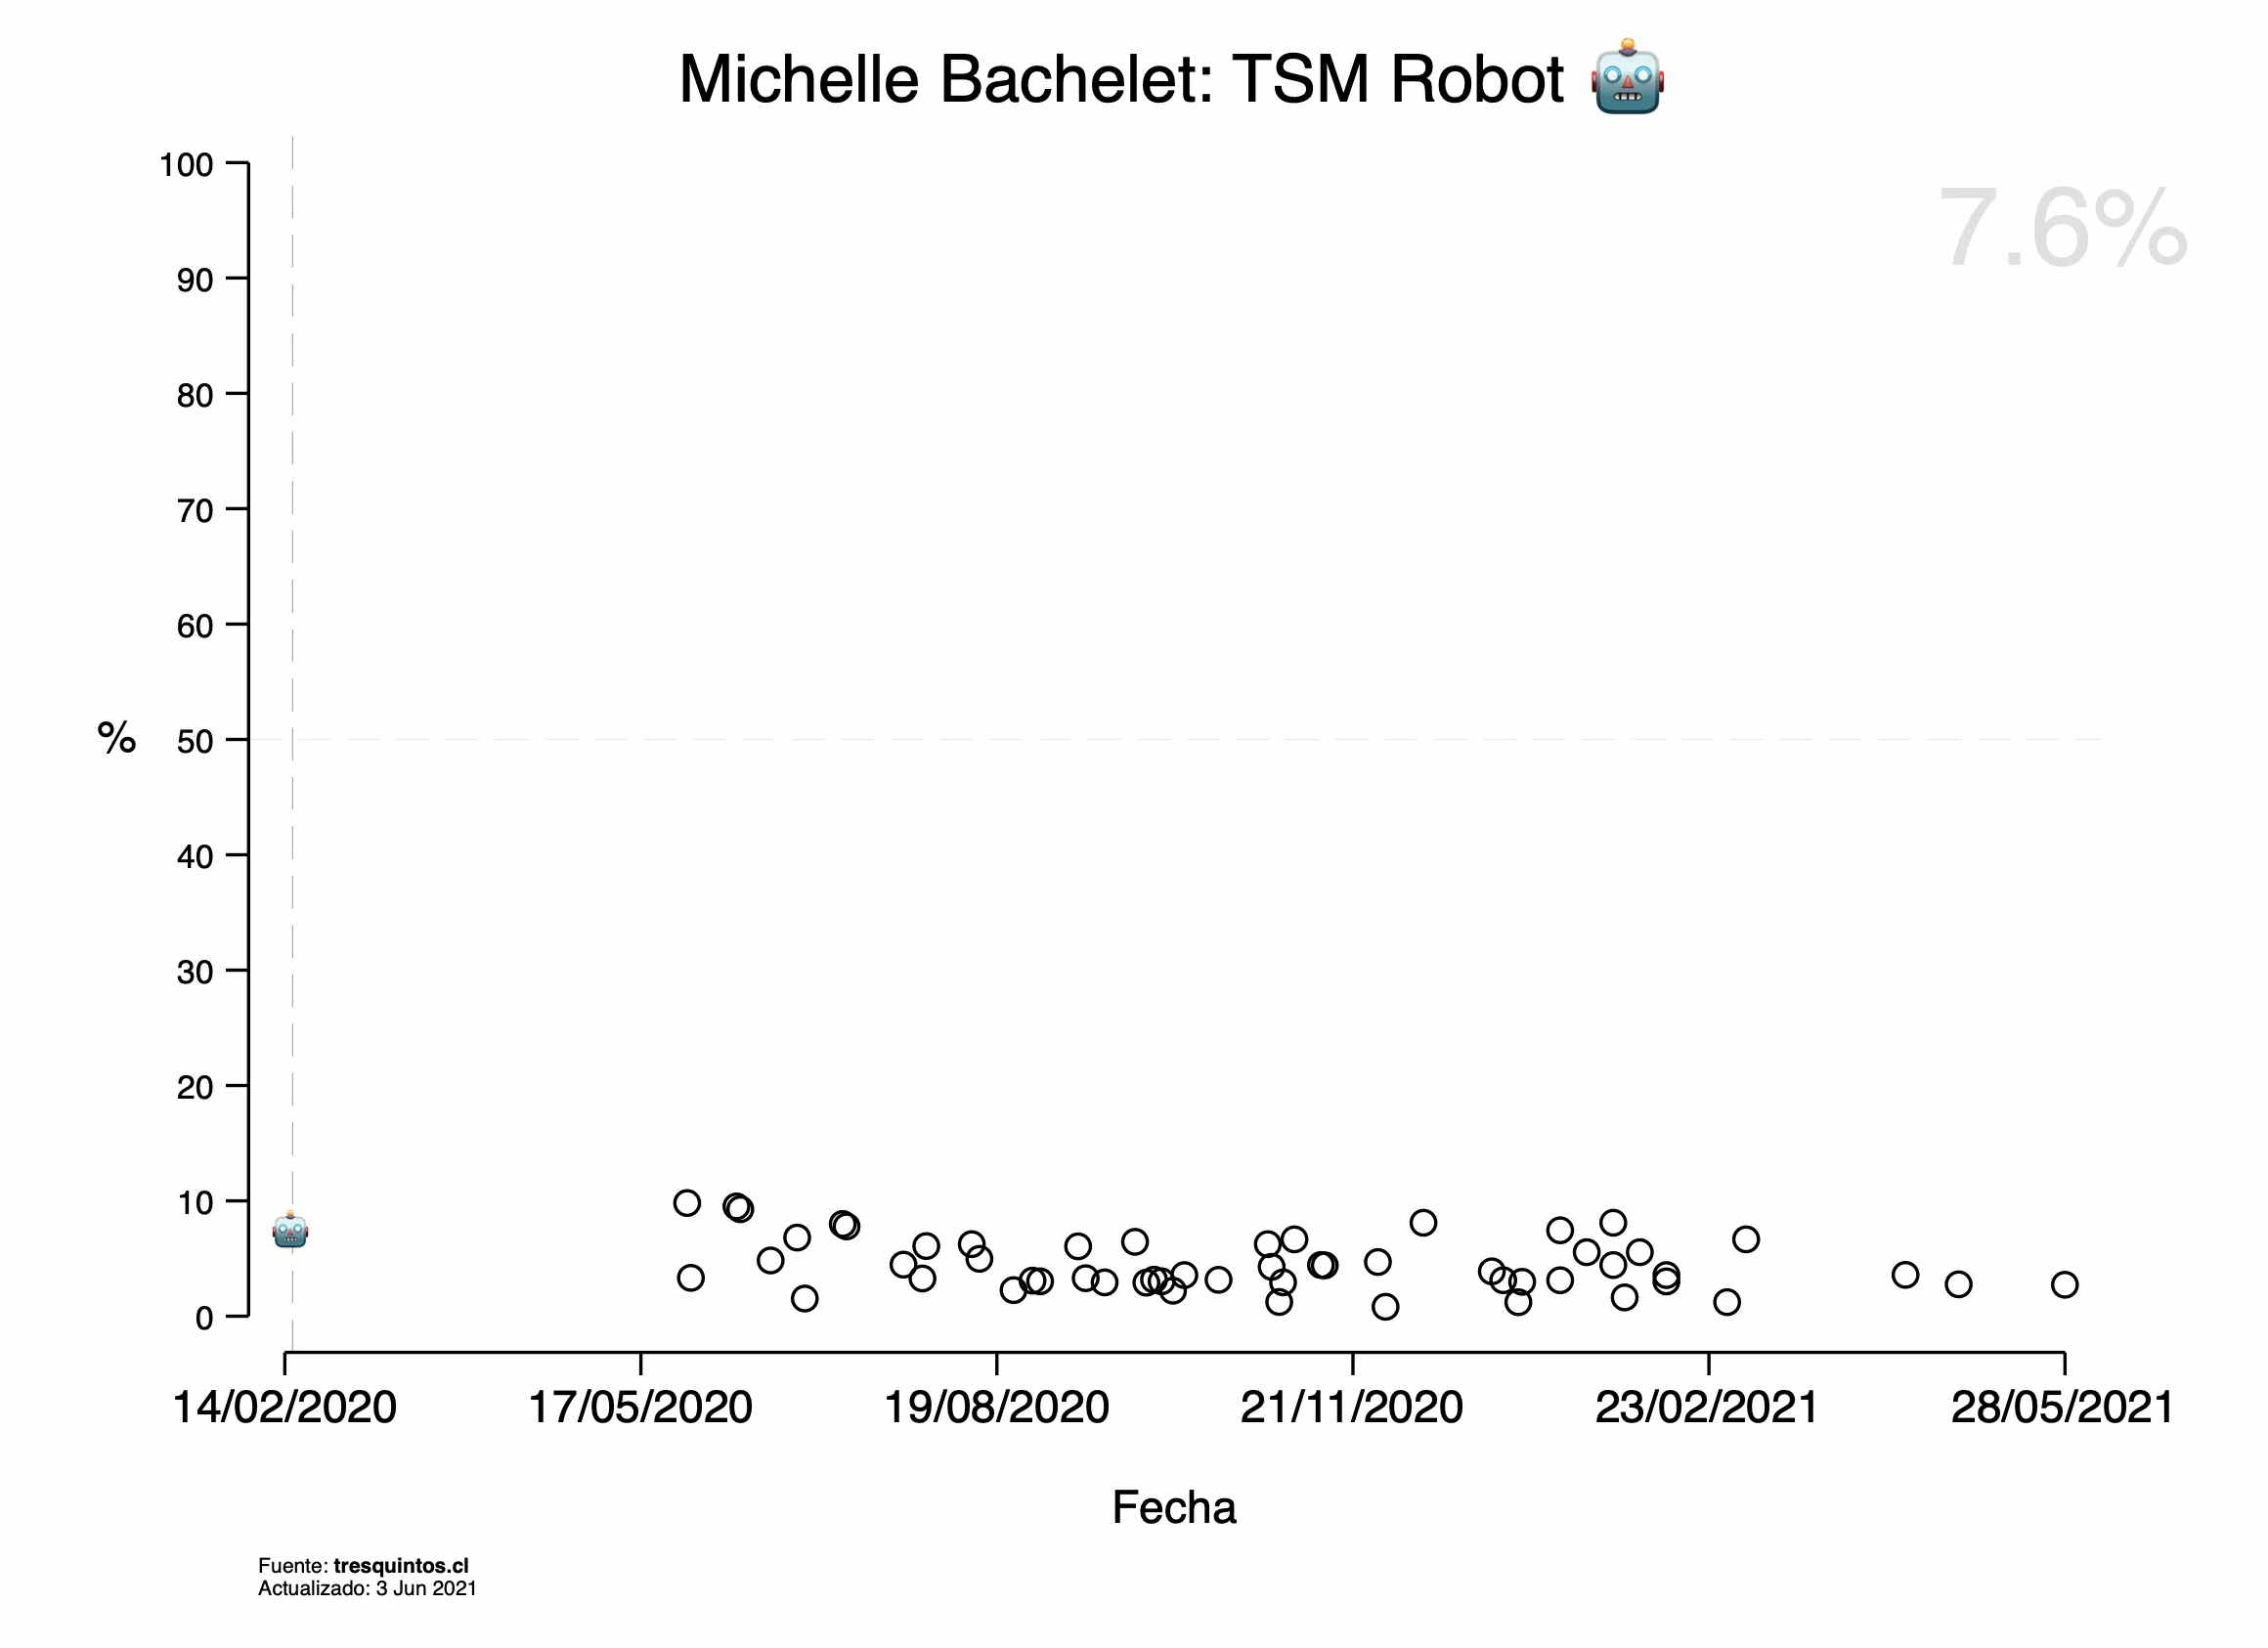 Michelle Bachelet: TSM Robot 🤖
7.6%
100
90
80
70
60
50
40
30
20
10
0
%
14/02/2020 17/05/2020 19/08/2020 21/11/2020 23/02/2021 28/05/2021
Fecha
Fuente: tresquintos.cl
Actualizado: 3 Jun 2021